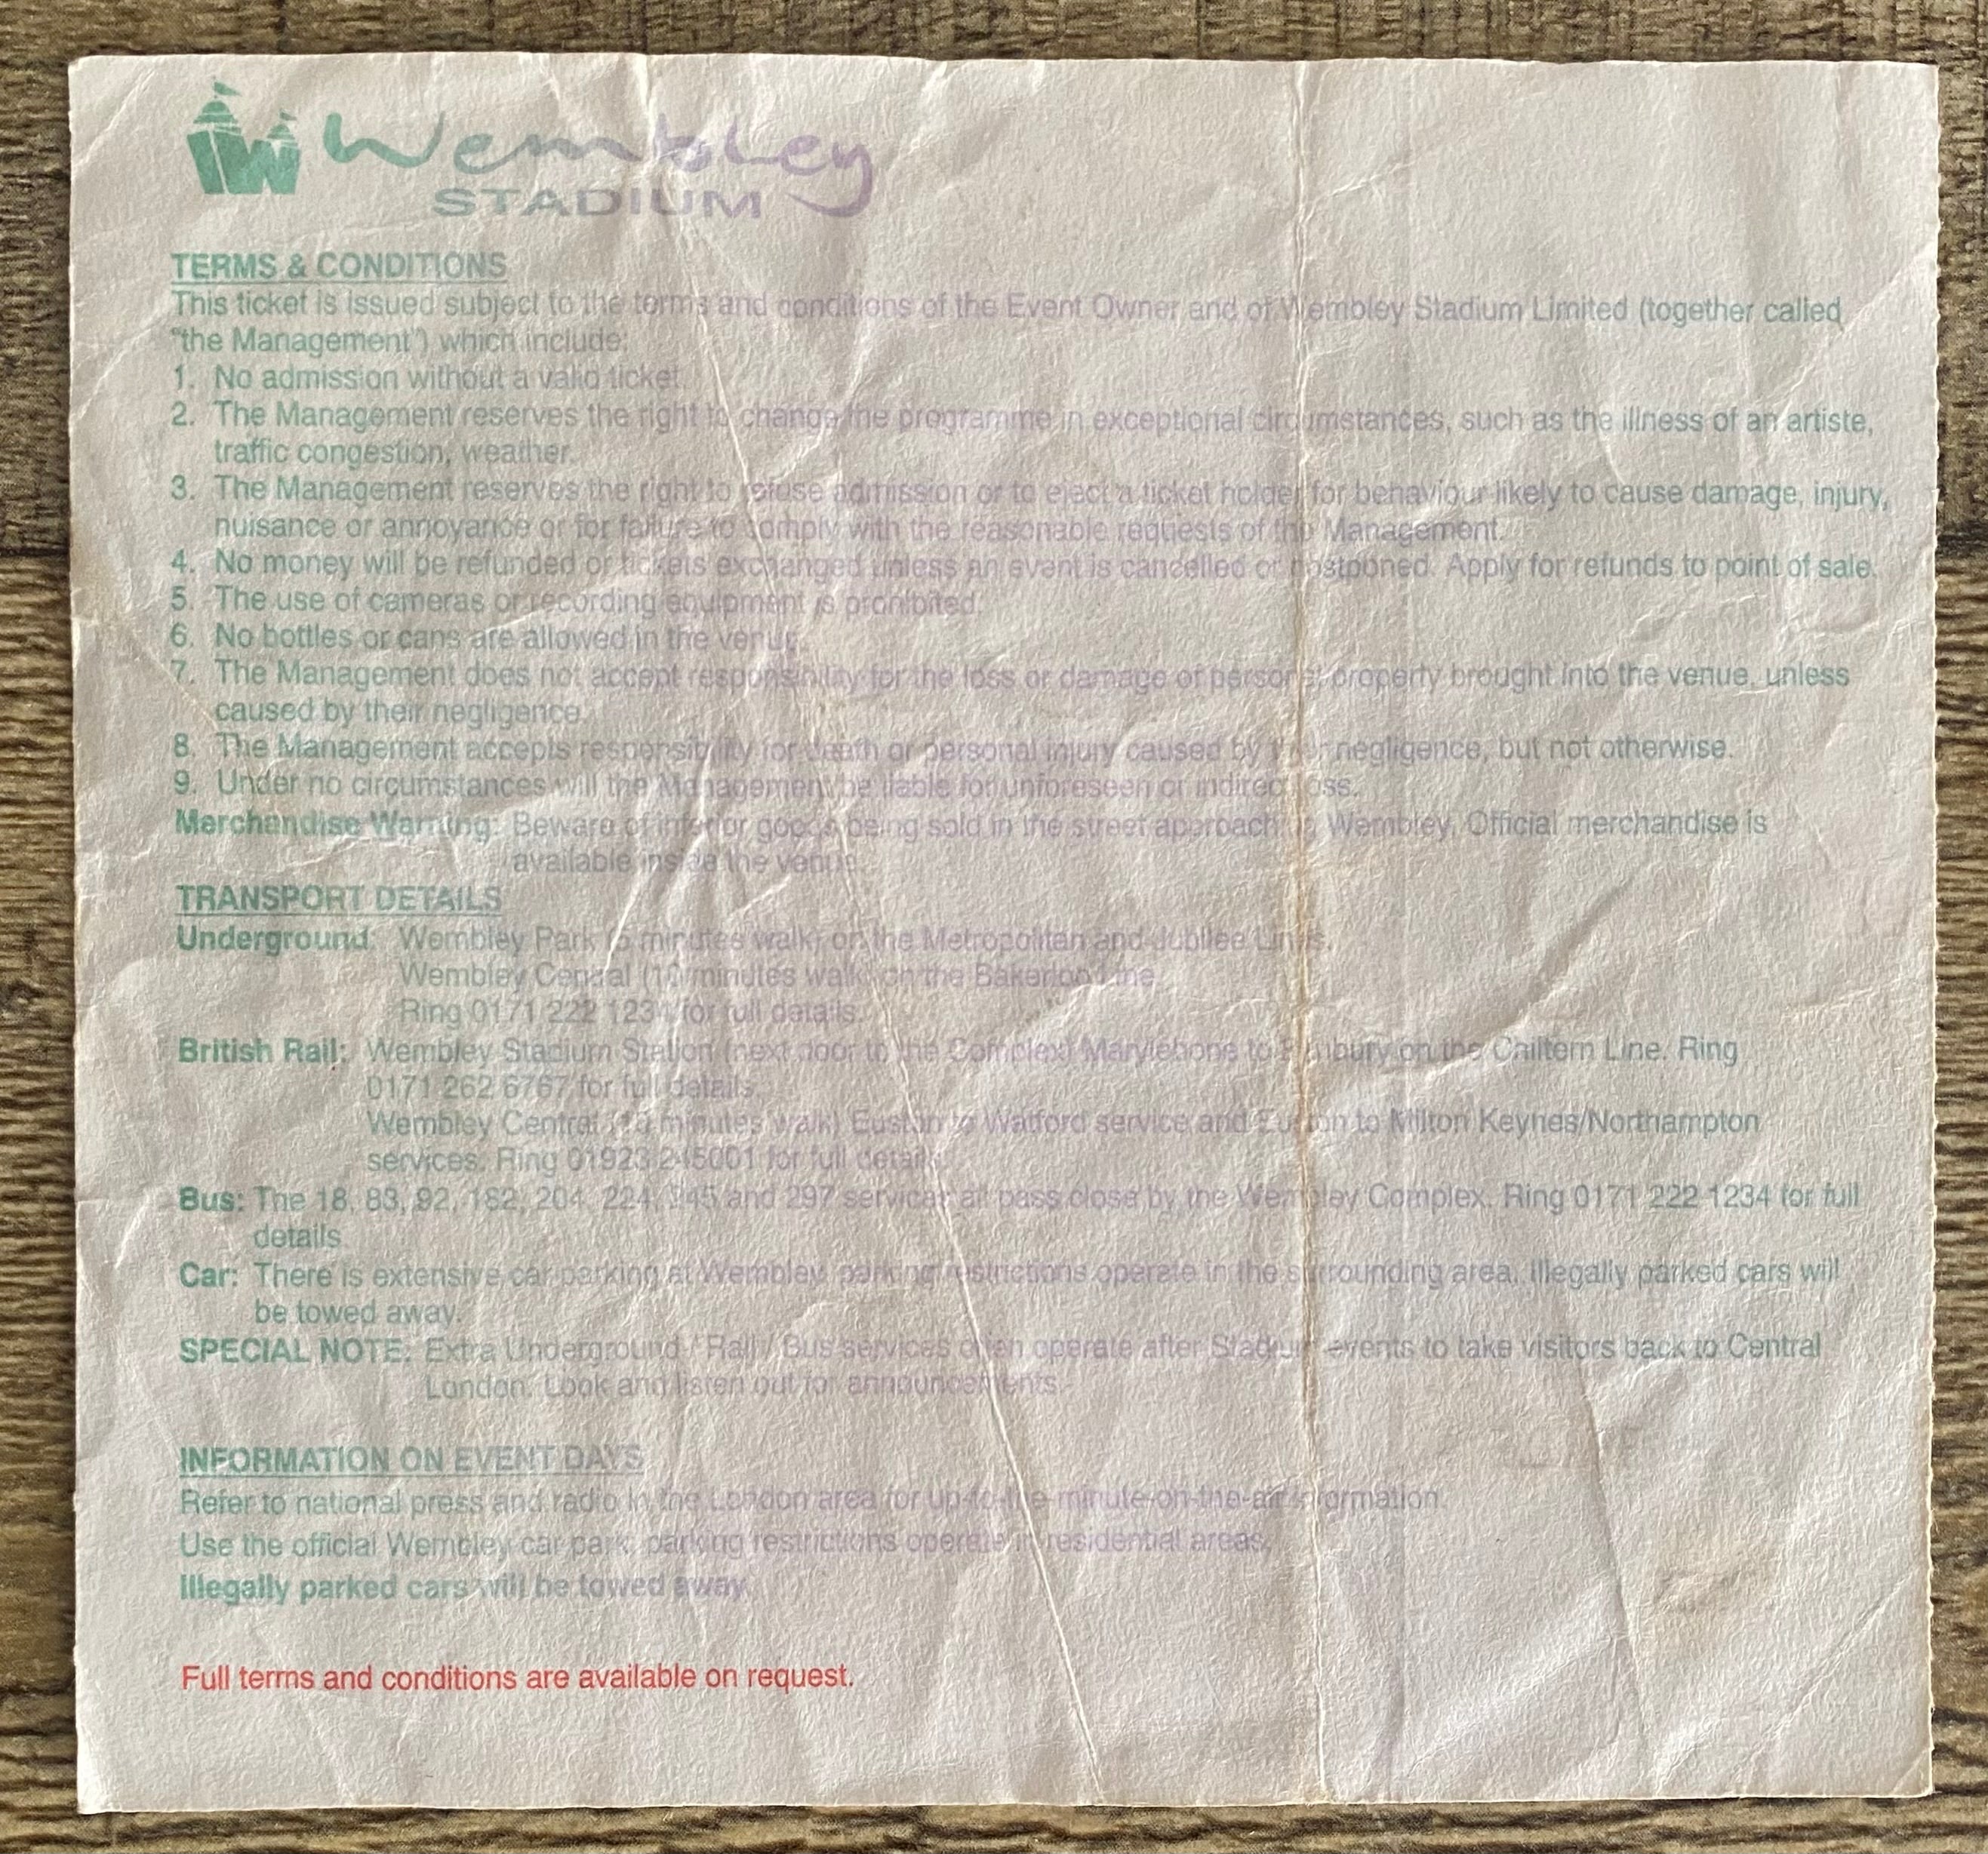 Wembley
STADIUM
TERMS & CONDITIONS
This ticket is issued subject to the terms and conditions of the Event Owner and of Wembley Stadium Limited (together called
"the Management") which include:
1. No admission without a valid ticket.
2. The Management reserves the right to change the programme in exceptional circumstances, such as the illness of an artiste,
traffic congestion, weather.
3. The Management reserves the right to refuse admission or to eject a ticket holder for behaviour likely to cause damage, injury,
nuisance or annoyance or for failure to comply with the reasonable requests of the Management.
4. No money will be refunded or tickets exchanged unless an event is cancelled or postponed. Apply for refunds to point of sale.
5. The use of cameras or recording equipment is prohibited.
6. No bottles or cans are allowed in the venue.
7. The Management does not accept responsibility for the loss or damage of personal property brought into the venue, unless
caused by their negligence.
8. The Management accepts responsibility for death or personal injury caused by their negligence, but not otherwise.
9. Under no circumstances will the Management be liable for unforeseen or indirect loss.
Merchandise Warning: Beware of inferior goods being sold in the street approaching Wembley. Official merchandise is
available inside the venue.
TRANSPORT DETAILS
Underground: Wembley Park (5 minutes walk) on the Metropolitan and Jubilee Lines.
Wembley Central (10 minutes walk) on the Bakerloo Line.
Ring 0171 222 1234 for full details.
British Rail: Wembley Stadium Station (next door to the Complex) Marylebone to Banbury on the Chiltern Line. Ring
0171 262 6767 for full details.
Wembley Central (10 minutes walk) Euston to Watford service and Euston to Milton Keynes/Northampton
services. Ring 01923 245001 for full details.
Bus: The 18, 83, 92, 182, 204, 224, 245 and 297 services all pass close by the Wembley Complex. Ring 0171 222 1234 for full
details.
Car: There is extensive car parking at Wembley, parking restrictions operate in the surrounding area. Illegally parked cars will
be towed away.
SPECIAL NOTE: Extra Underground / Rail / Bus services often operate after Stadium events to take visitors back to Central
London. Look and listen out for announcements.
INFORMATION ON EVENT DAYS
Refer to national press and radio in the London area for up-to-the-minute-on-the-air information.
Use the official Wembley car park, parking restrictions operate in residential areas.
Illegally parked cars will be towed away.
Full terms and conditions are available on request.